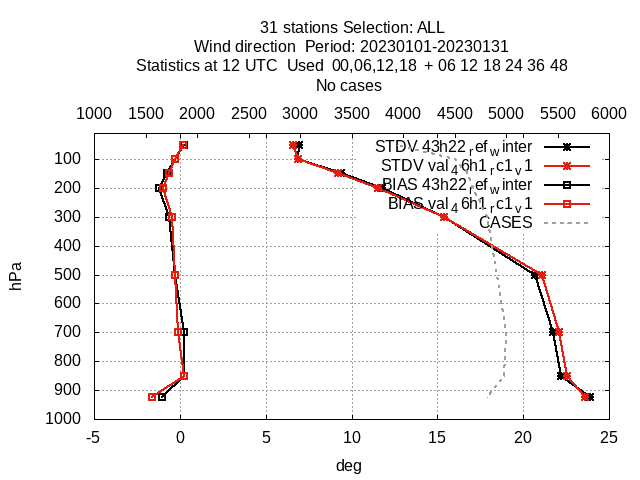 31 stations Selection: ALL
Wind direction  Period: 20230101-20230131
Statistics at 12 UTC  Used  00,06,12,18  + 06 12 18 24 36 48
No cases
1000 1500 2000 2500 3000 3500 4000 4500 5000 5500 6000
STDV 43h22_ref_winter
STDV val_46h1_rc1_v1
BIAS 43h22_ref_winter
BIAS val_46h1_rc1_v1
CASES
100
200
300
400
500
600
700
800
900
1000
hPa
-5 0 5 10 15 20 25
deg